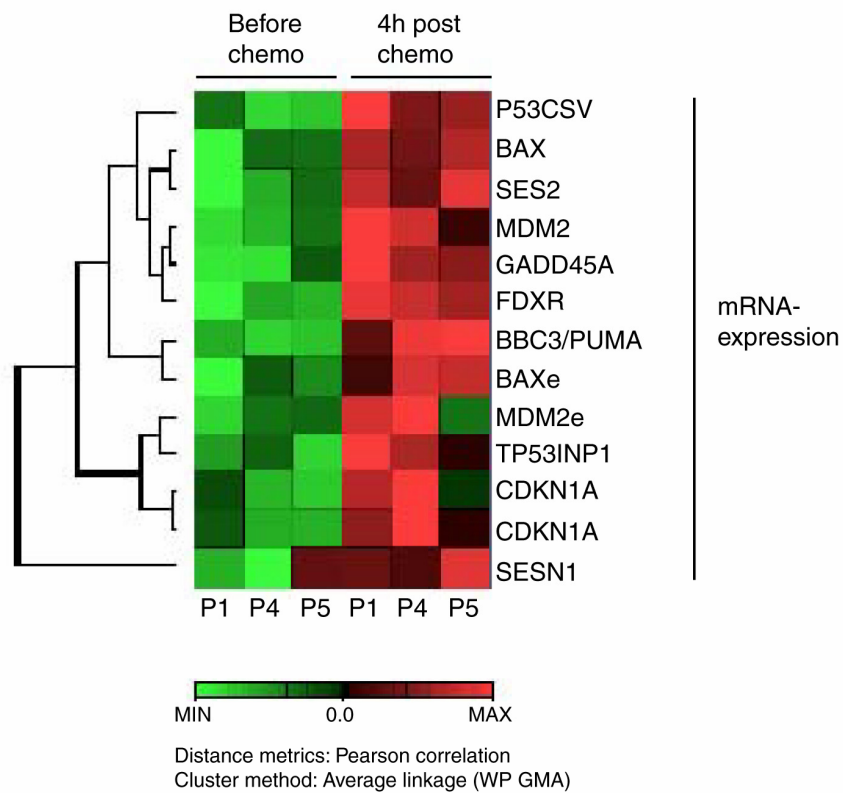 Before
chemo
4h post
chemo
P53CSV
BAX
SES2
MDM2
GADD45A
FDXR
BBC3/PUMA
BAXe
MDM2e
TP53INP1
CDKN1A
CDKN1A
SESN1
mRNA-
expression
P1 P4 P5 P1 P4 P5
MIN 0.0 MAX
Distance metrics: Pearson correlation
Cluster method: Average linkage (WP GMA)